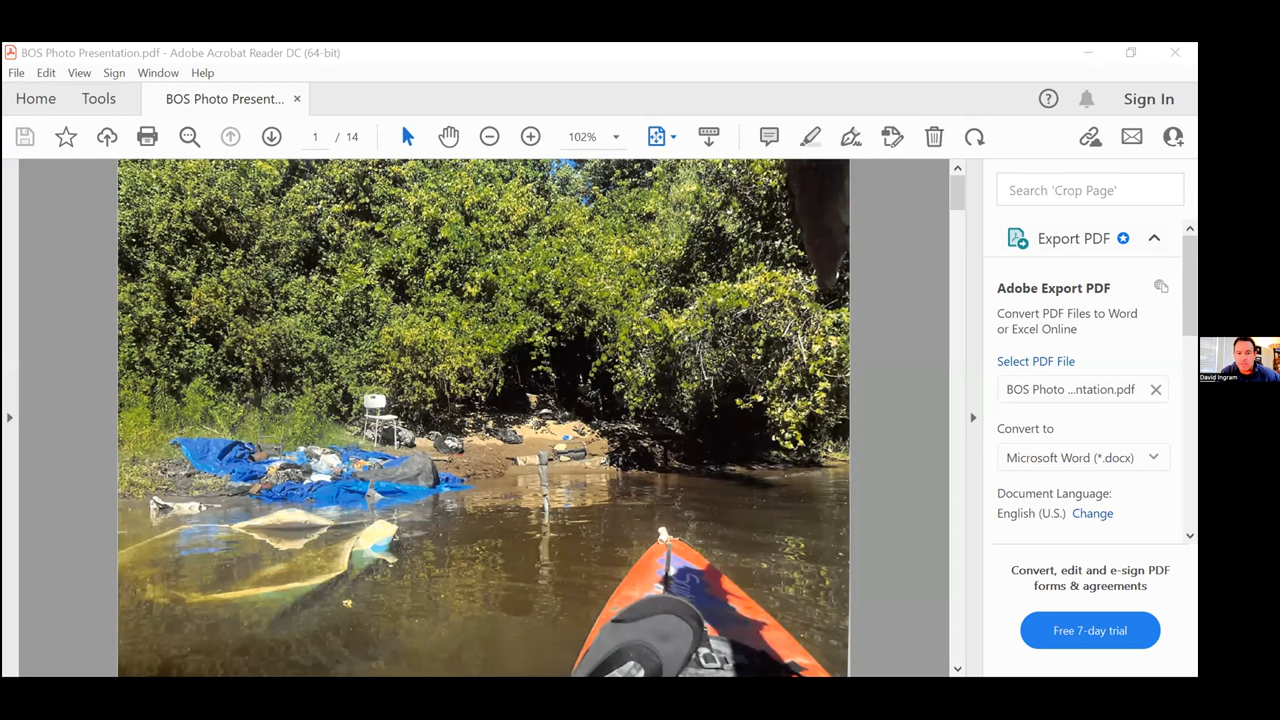 BOS Photo Presentation.pdf - Adobe Acrobat Reader DC (64-bit)
File Edit View Sign Window Help
Home Tools BOS Photo Present... Sign In
1 / 14 102%
Search 'Crop Page'
Export PDF
Adobe Export PDF
Convert PDF Files to Word
or Excel Online
Select PDF File
BOS Photo ...ntation.pdf
Convert to
Microsoft Word (*.docx)
Document Language:
English (U.S.) Change
Convert, edit and e-sign PDF
forms & agreements
Free 7-day trial
David Ingram